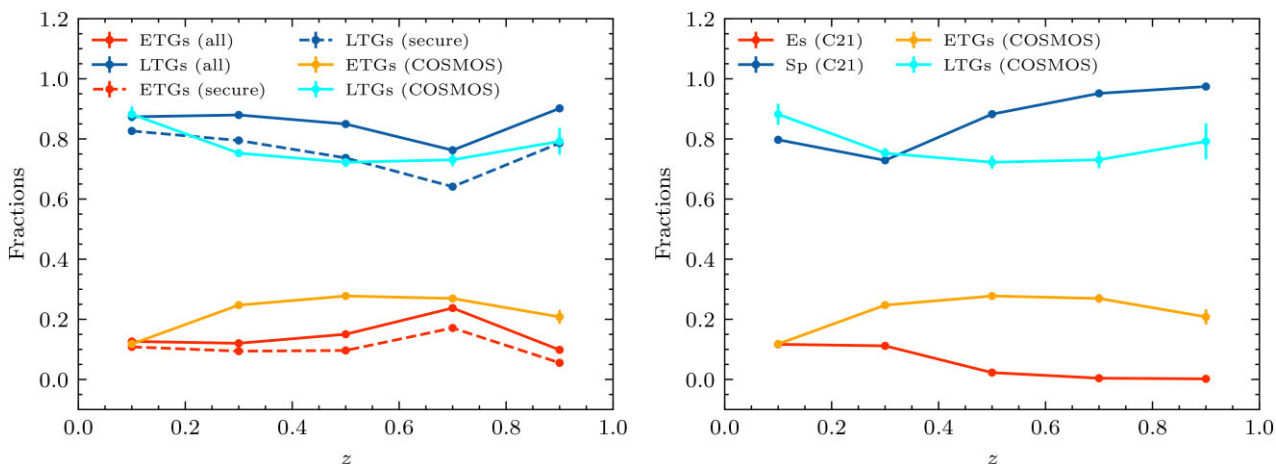 1.2
1.0
0.8
0.6
0.4
0.2
0.0
Fractions
ETGs (all)
LTGs (all)
ETGs (secure)
LTGs (secure)
ETGs (COSMOS)
LTGs (COSMOS)
0.0 0.2 0.4 0.6 0.8 1.0
z
1.2
1.0
0.8
0.6
0.4
0.2
0.0
Fractions
Es (C21)
Sp (C21)
ETGs (COSMOS)
LTGs (COSMOS)
0.0 0.2 0.4 0.6 0.8 1.0
z